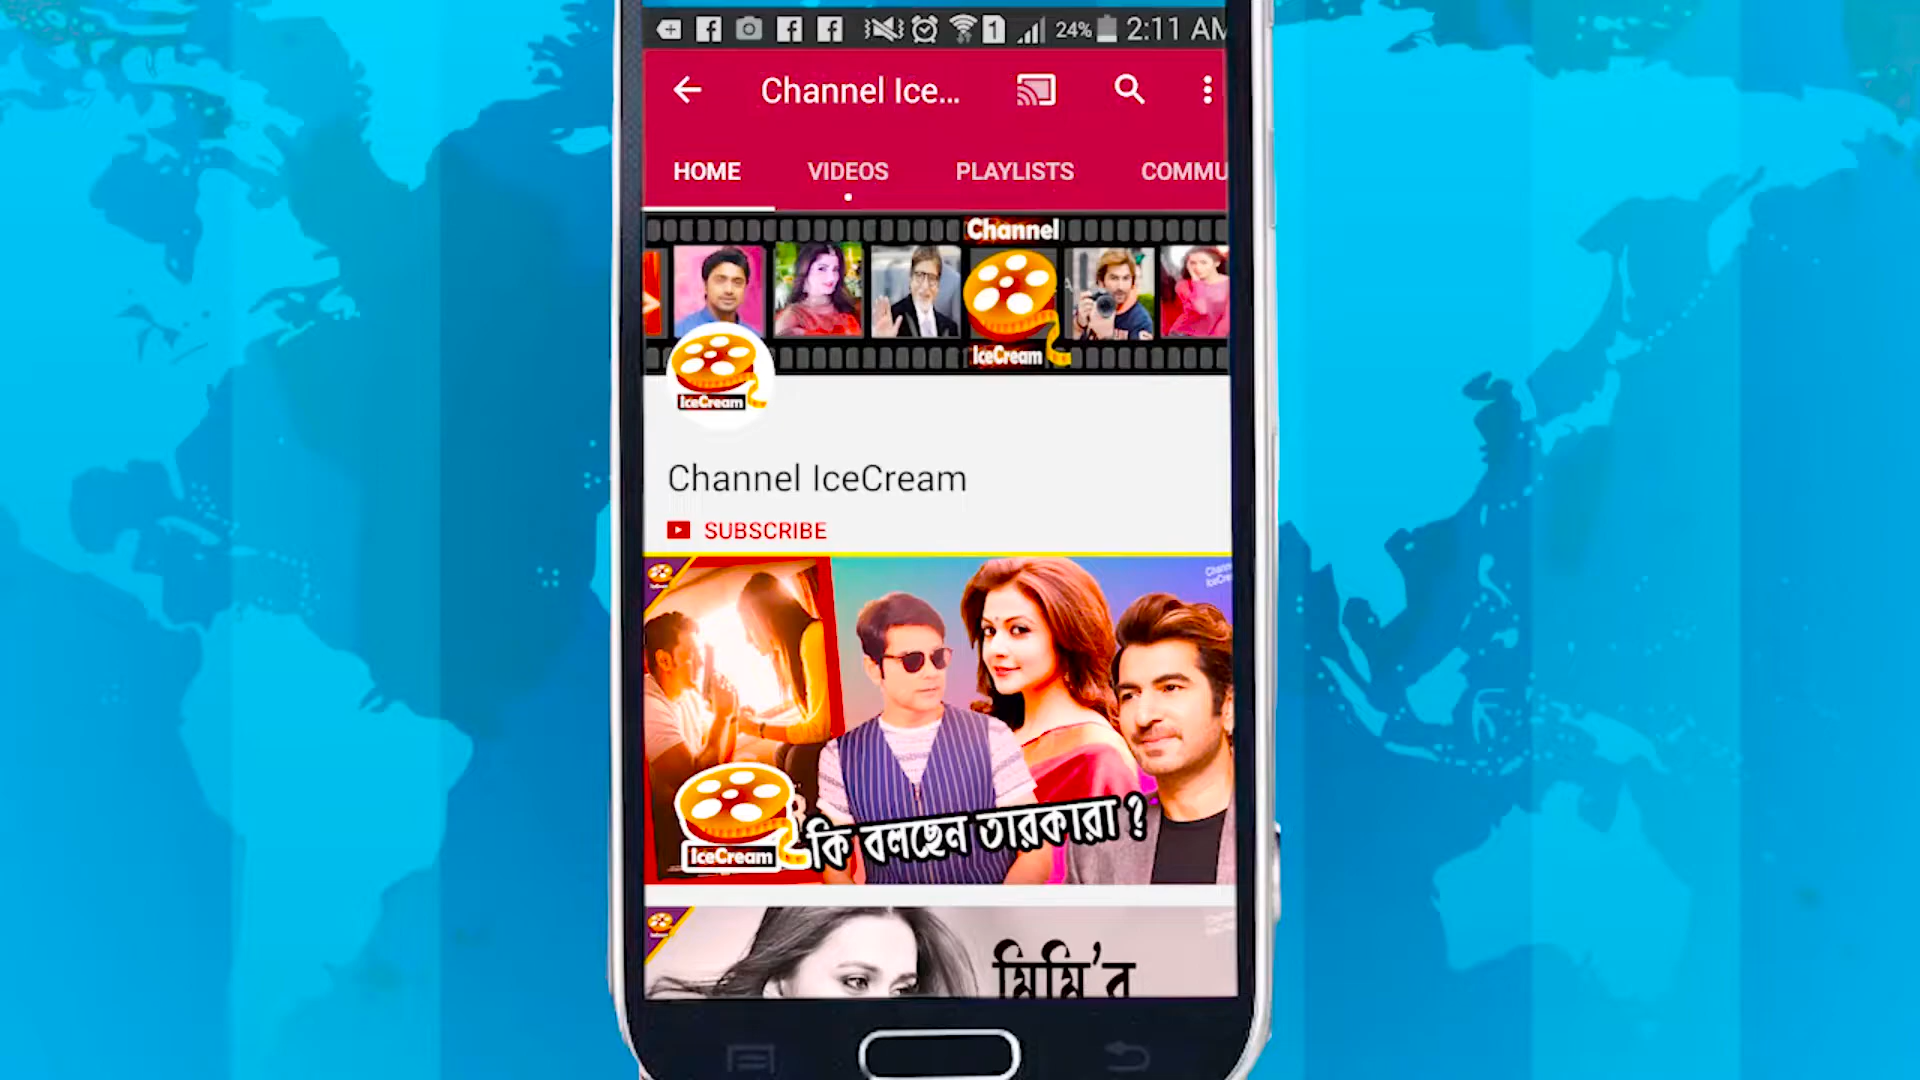 24% 2:11 AM
Channel Ice...
HOME VIDEOS PLAYLISTS COMMU
Channel
IceCream
IceCream
Channel IceCream
SUBSCRIBE
কি বলছেন তারকারা ?
IceCream
মিমি'র